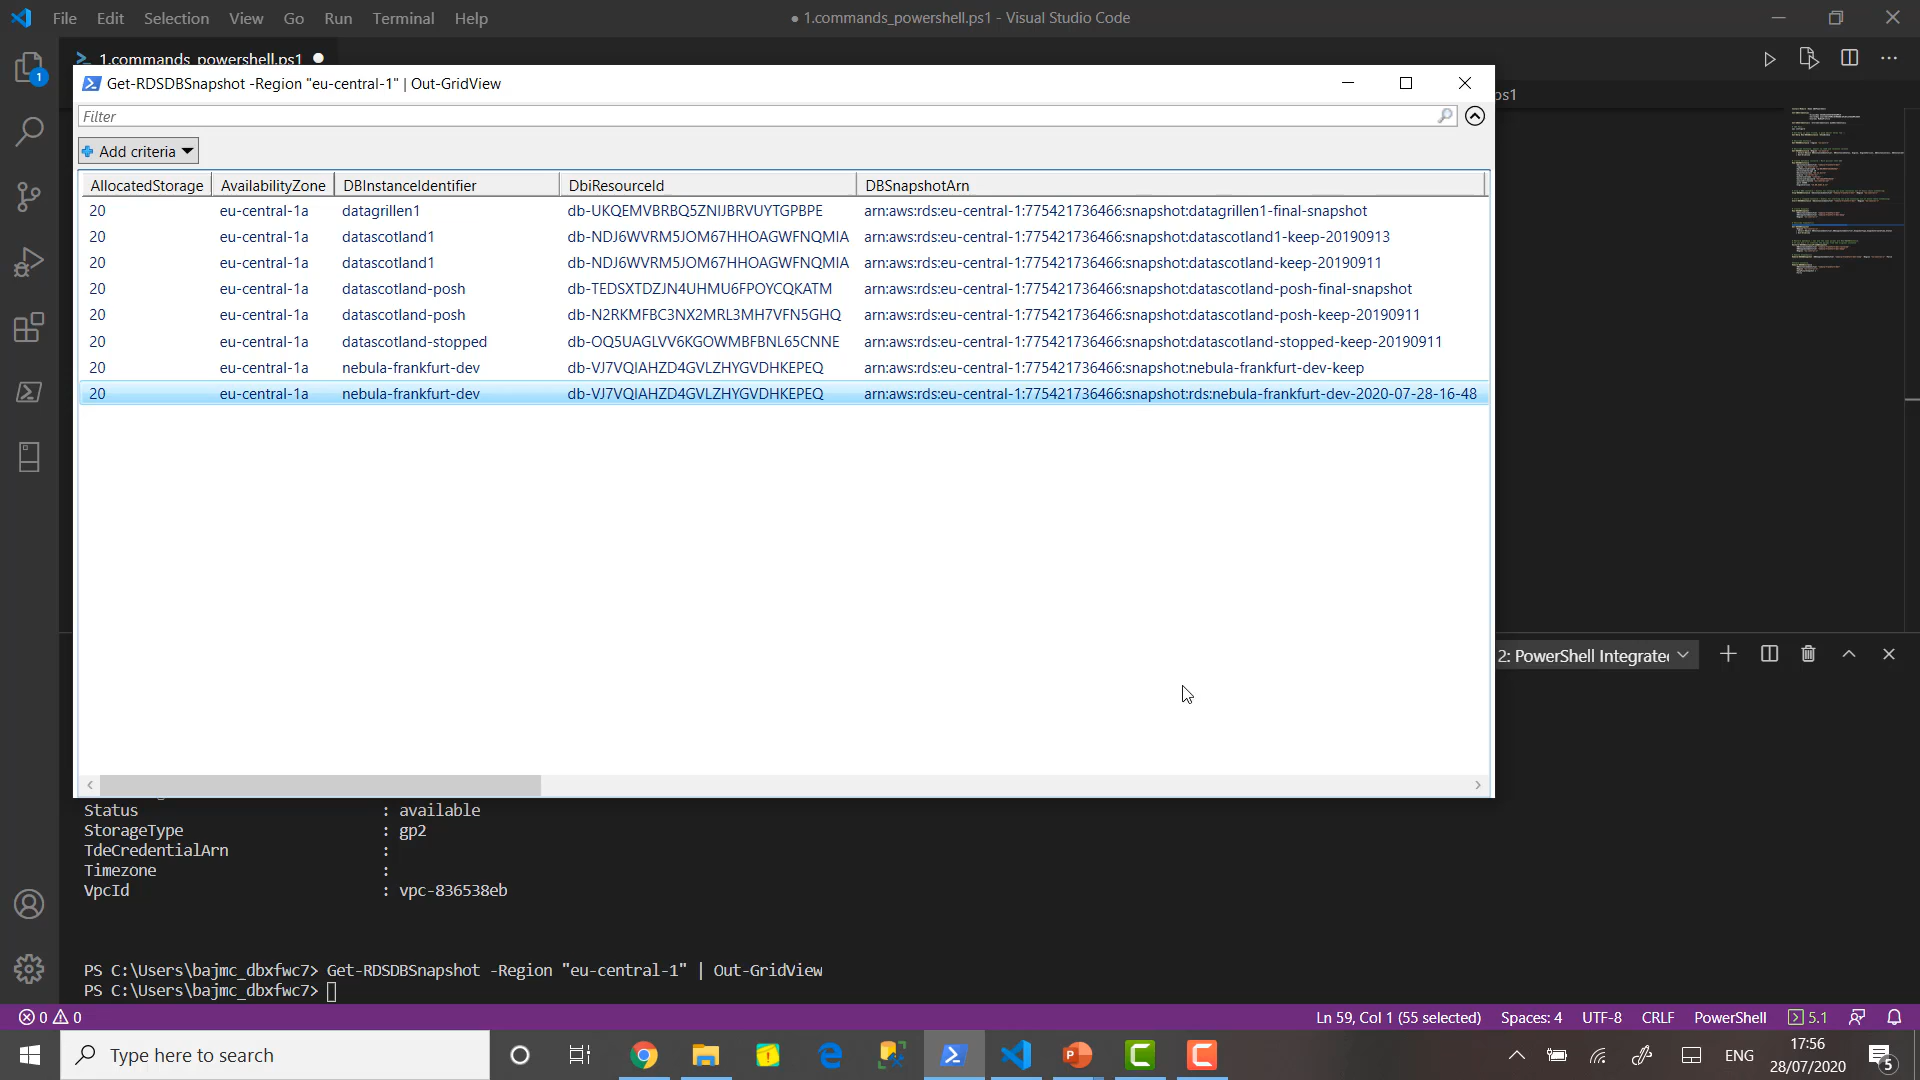 File Edit Selection View Go Run Terminal Help
● 1.commands_powershell.ps1 - Visual Studio Code
1.commands_powershell.ps1 ●
Get-RDSDBSnapshot -Region "eu-central-1" | Out-GridView
ps1
Filter
Add criteria
AllocatedStorage AvailabilityZone DBInstanceIdentifier DbiResourceId DBSnapshotArn
20 eu-central-1a datagrillen1 db-UKQEMVBRBQ5ZNIJBRVUYTGPBPE arn:aws:rds:eu-central-1:775421736466:snapshot:datagrillen1-final-snapshot
20 eu-central-1a datascotland1 db-NDJ6WVRM5JOM67HHOAGWFNQMIA arn:aws:rds:eu-central-1:775421736466:snapshot:datascotland1-keep-20190913
20 eu-central-1a datascotland1 db-NDJ6WVRM5JOM67HHOAGWFNQMIA arn:aws:rds:eu-central-1:775421736466:snapshot:datascotland-keep-20190911
20 eu-central-1a datascotland-posh db-TEDSXTDZJN4UHMU6FPOYCQKATM arn:aws:rds:eu-central-1:775421736466:snapshot:datascotland-posh-final-snapshot
20 eu-central-1a datascotland-posh db-N2RKMFBC3NX2MRL3MH7VFN5GHQ arn:aws:rds:eu-central-1:775421736466:snapshot:datascotland-posh-keep-20190911
20 eu-central-1a datascotland-stopped db-OQ5UAGLVV6KGOWMBFBNL65CNNE arn:aws:rds:eu-central-1:775421736466:snapshot:datascotland-stopped-keep-20190911
20 eu-central-1a nebula-frankfurt-dev db-VJ7VQIAHZD4GVLZHYGVDHKEPEQ arn:aws:rds:eu-central-1:775421736466:snapshot:nebula-frankfurt-dev-keep
20 eu-central-1a nebula-frankfurt-dev db-VJ7VQIAHZD4GVLZHYGVDHKEPEQ arn:aws:rds:eu-central-1:775421736466:snapshot:rds:nebula-frankfurt-dev-2020-07-28-16-48
2: PowerShell Integrate
Status : available
StorageType : gp2
TdeCredentialArn :
Timezone :
VpcId : vpc-836538eb
PS C:\Users\bajmc_dbxfwc7> Get-RDSDBSnapshot -Region "eu-central-1" | Out-GridView
PS C:\Users\bajmc_dbxfwc7>
0 0 Ln 59, Col 1 (55 selected) Spaces: 4 UTF-8 CRLF PowerShell 5.1
Type here to search
ENG
17:56
28/07/2020
5
1